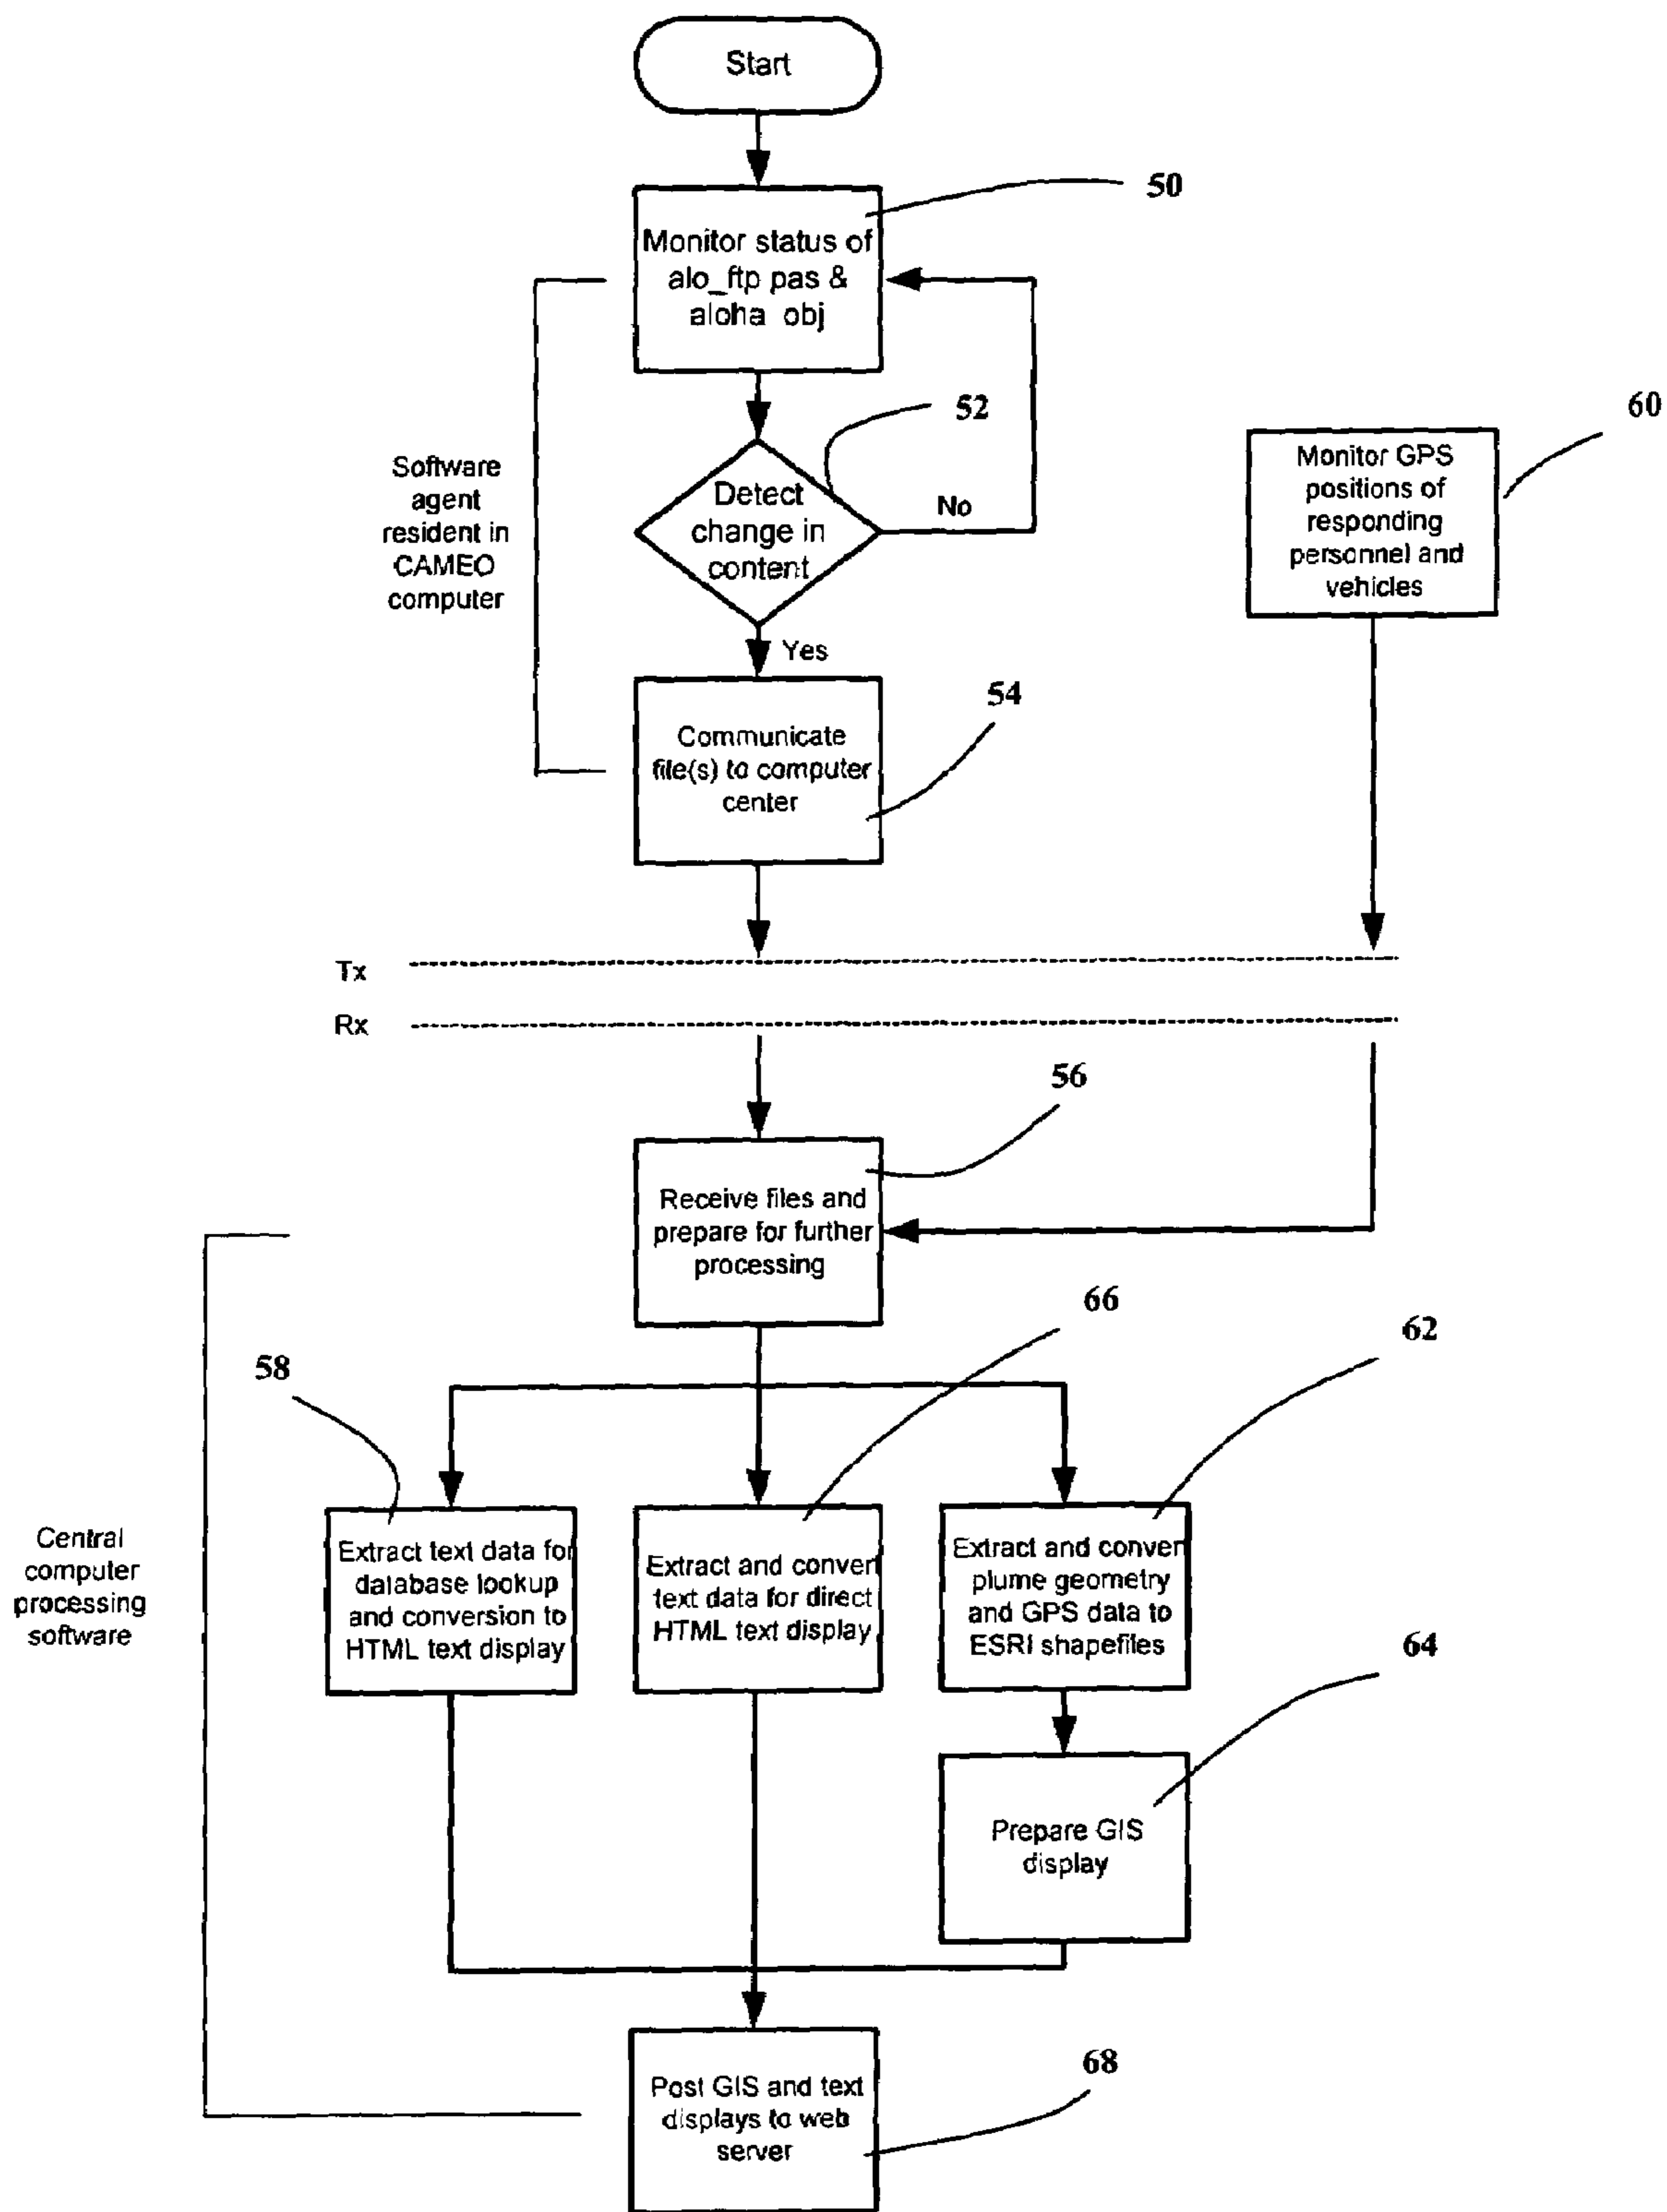 Start
50
Monitor status of
alo_ftp pas &
aloha obj
52
60
Software
agent
resident in
CAMEO
computer
Detect
change in
content
No
Monitor GPS
positions of
responding
personnel and
vehicles
Yes
54
Communicate
file(s) to computer
center
Tx
Rx
56
Receive files and
prepare for further
processing
66
62
58
Central
computer
processing
software
Extract text data for
database lookup
and conversion to
HTML text display
Extract and conver
text data for direct
HTML text display
Extract and conver
plume geometry
and GPS data to
ESRI shapefiles
64
Prepare GIS
display
68
Post GIS and text
displays to web
server